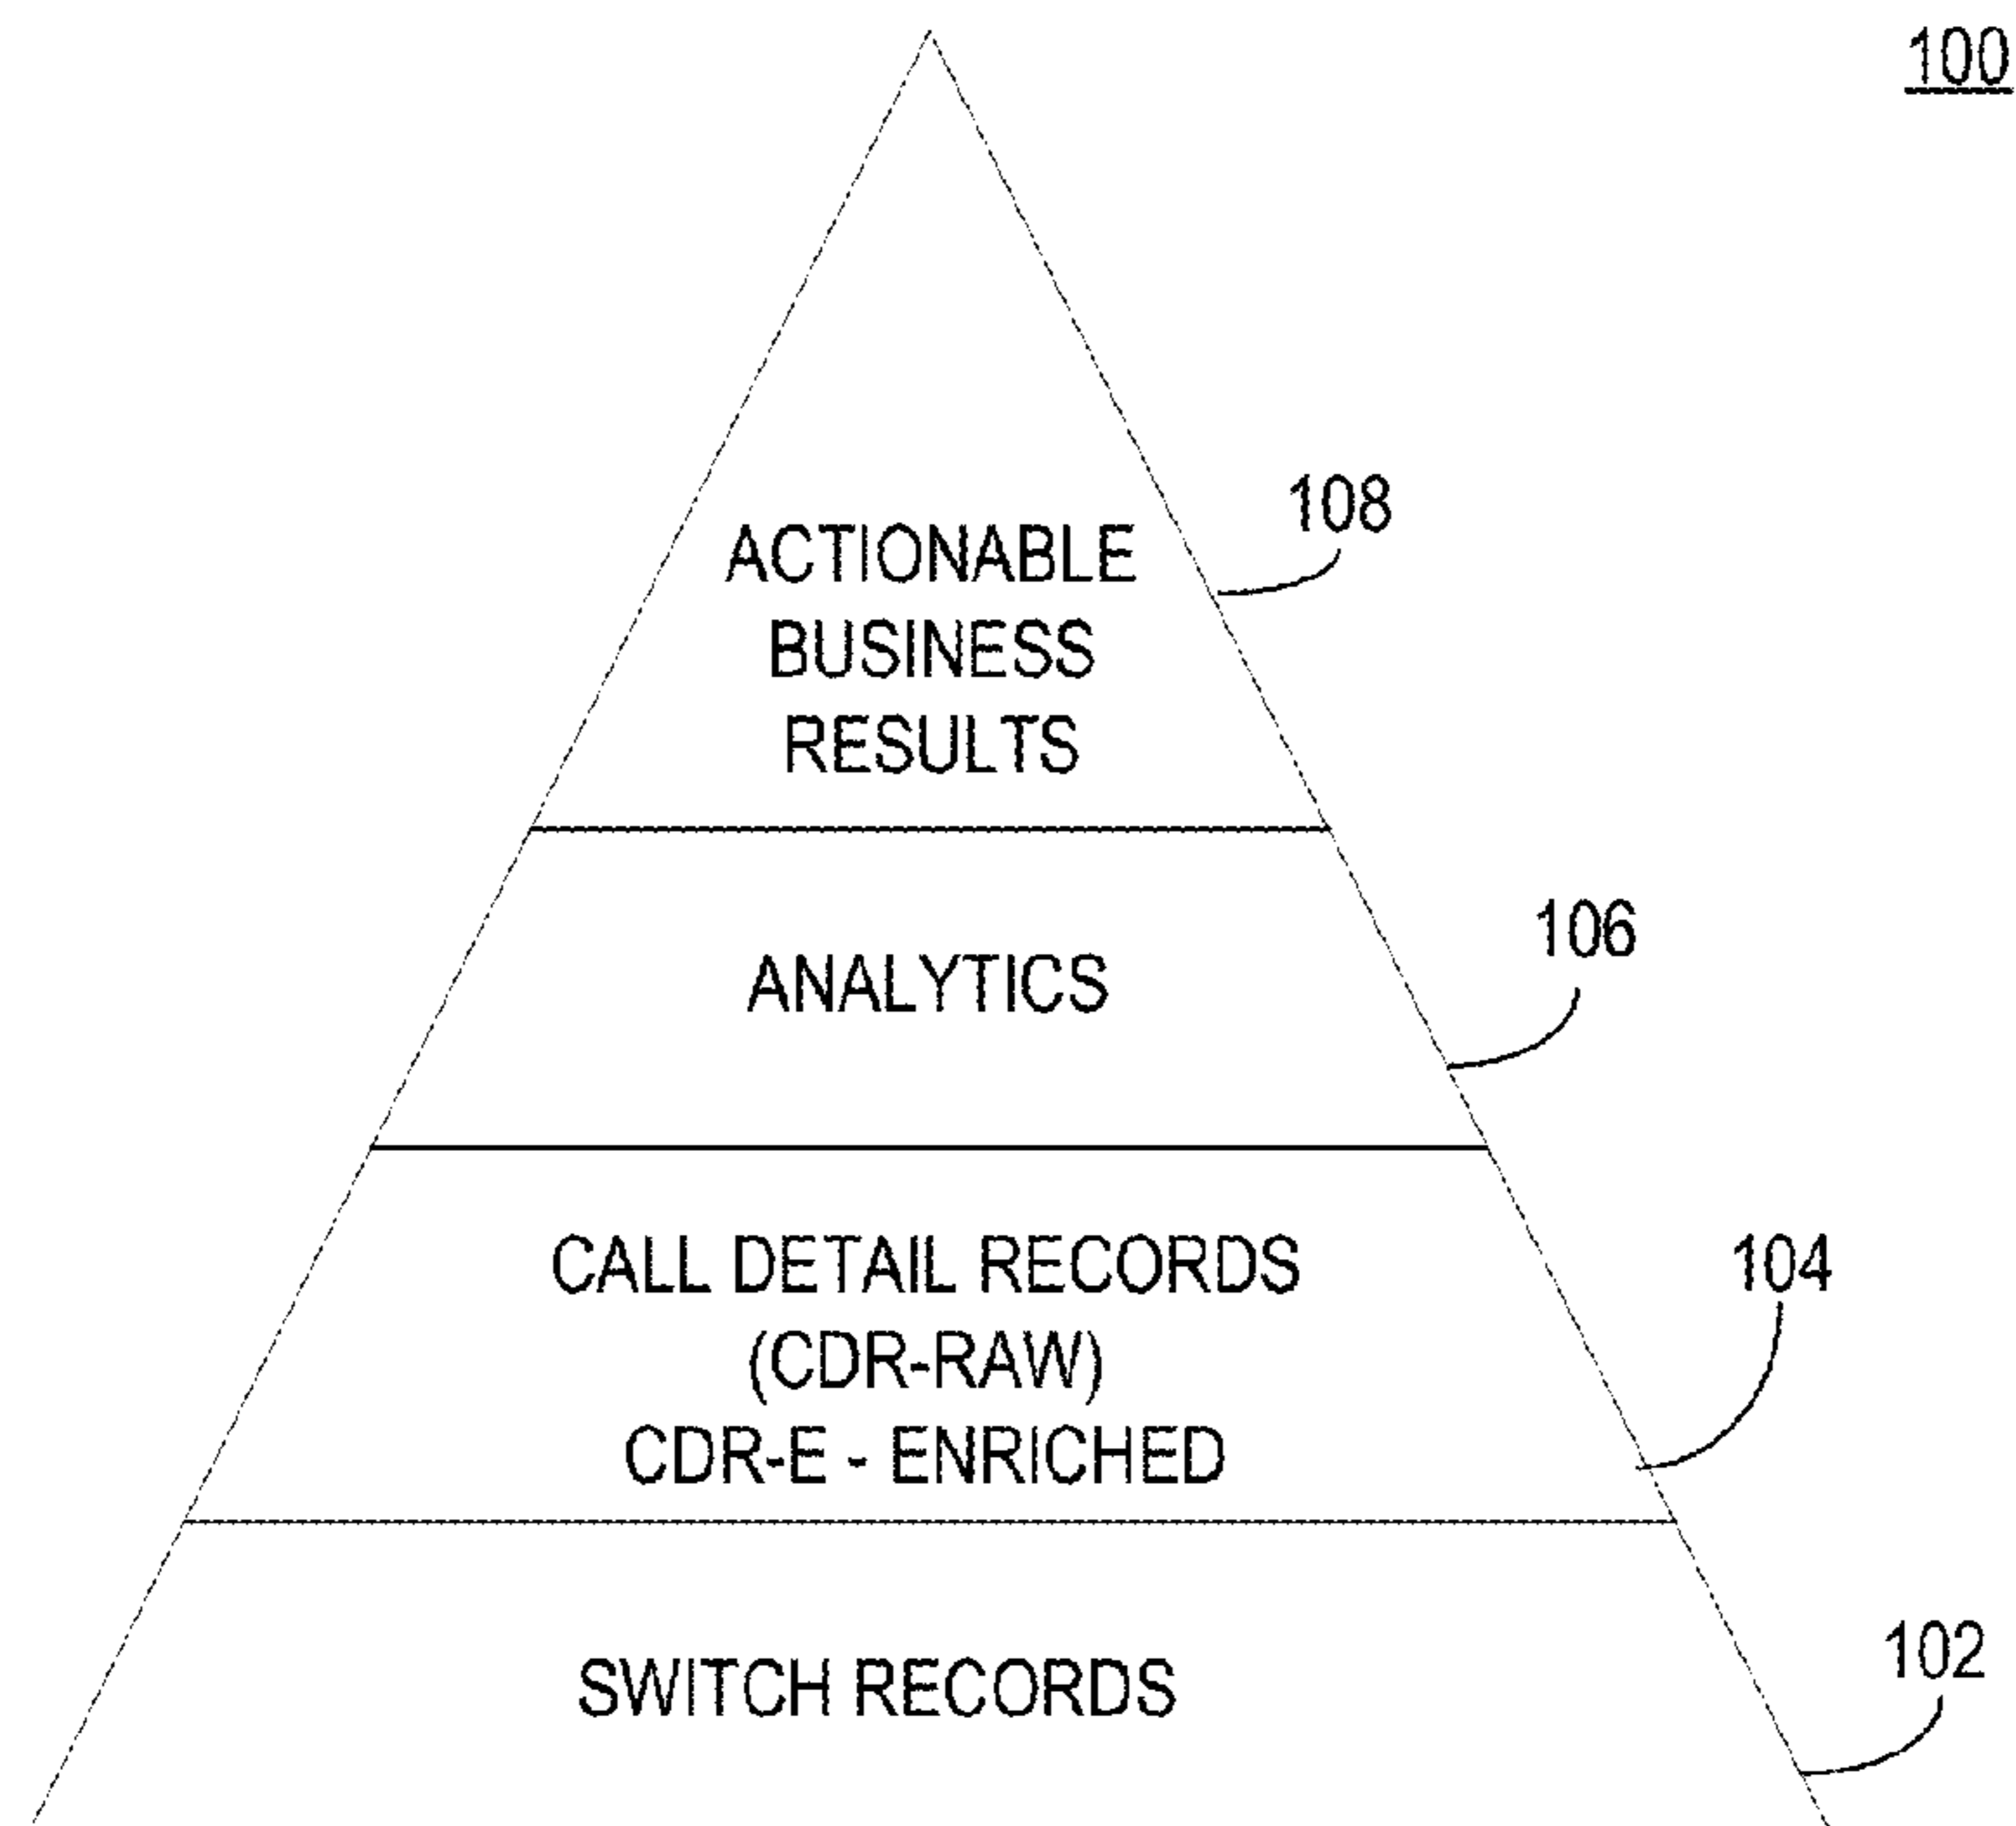 100
108
ACTIONABLE
BUSINESS
RESULTS
106
ANALYTICS
104
CALL DETAIL RECORDS
(CDR-RAW)
CDR-E - ENRICHED
102
SWITCH RECORDS